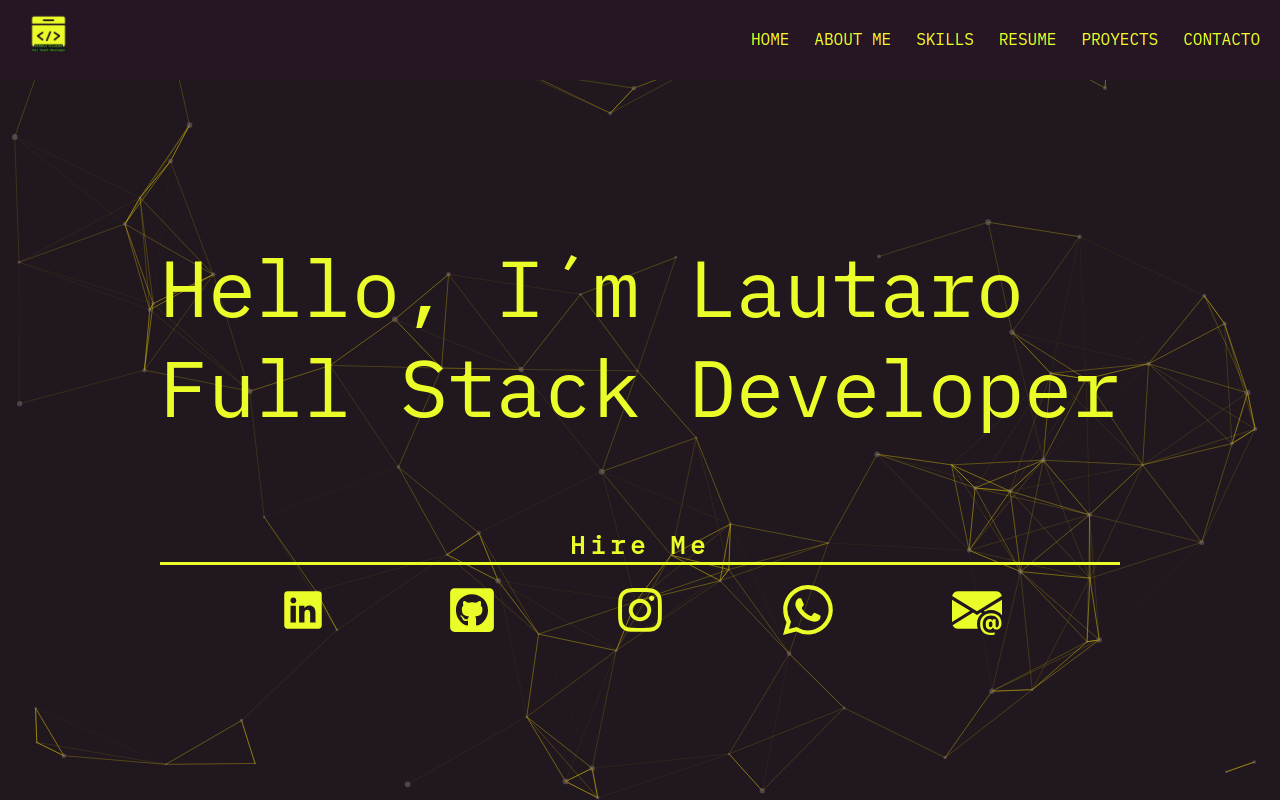 HOME ABOUT ME SKILLS RESUME PROYECTS CONTACTO
Hello, I´m Lautaro
Full Stack Developer
Hire Me